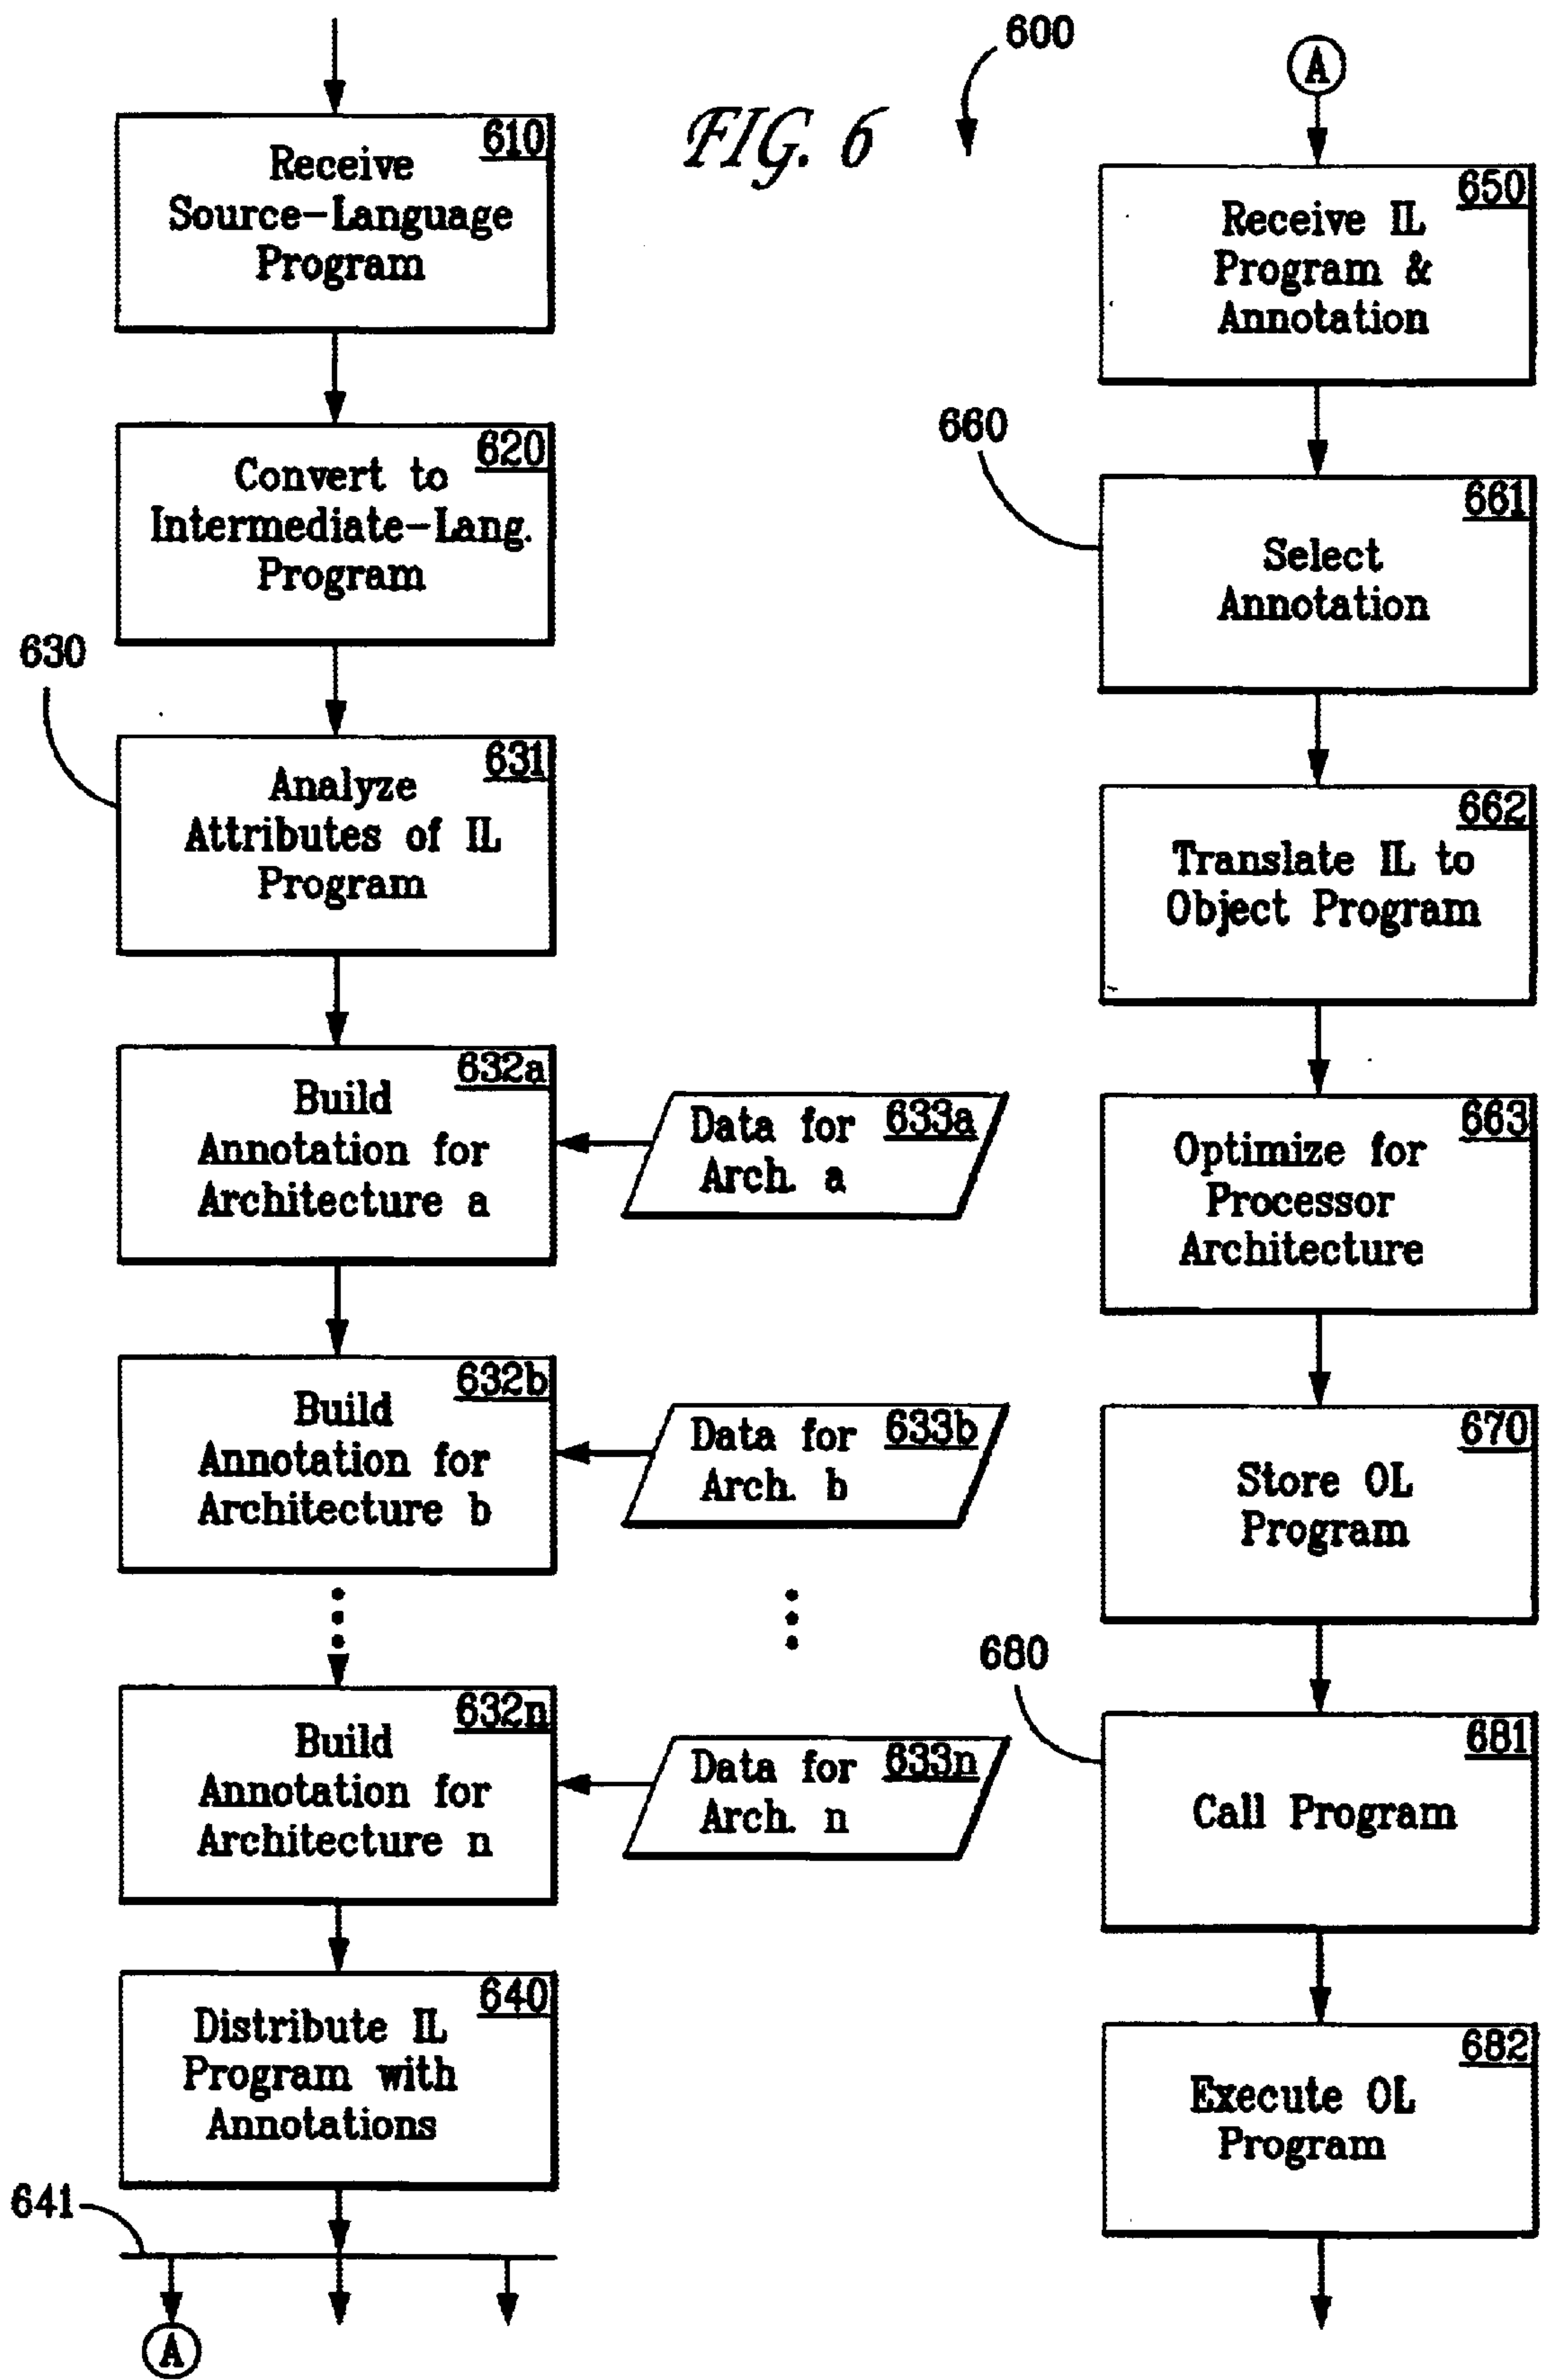 FIG. 6
600
610
Receive
Source-Language
Program
620
Convert to
Intermediate-Lang.
Program
630
631
Analyze
Attributes of IL
Program
632a
Build
Annotation for
Architecture a
Data for 633a
Arch. a
632b
Build
Annotation for
Architecture b
Data for 633b
Arch. b
632n
Build
Annotation for
Architecture n
Data for 633n
Arch. n
640
Distribute IL
Program with
Annotations
641
A
A
650
Receive IL
Program &
Annotation
660
661
Select
Annotation
662
Translate IL to
Object Program
663
Optimize for
Processor
Architecture
670
Store OL
Program
680
681
Call Program
682
Execute OL
Program